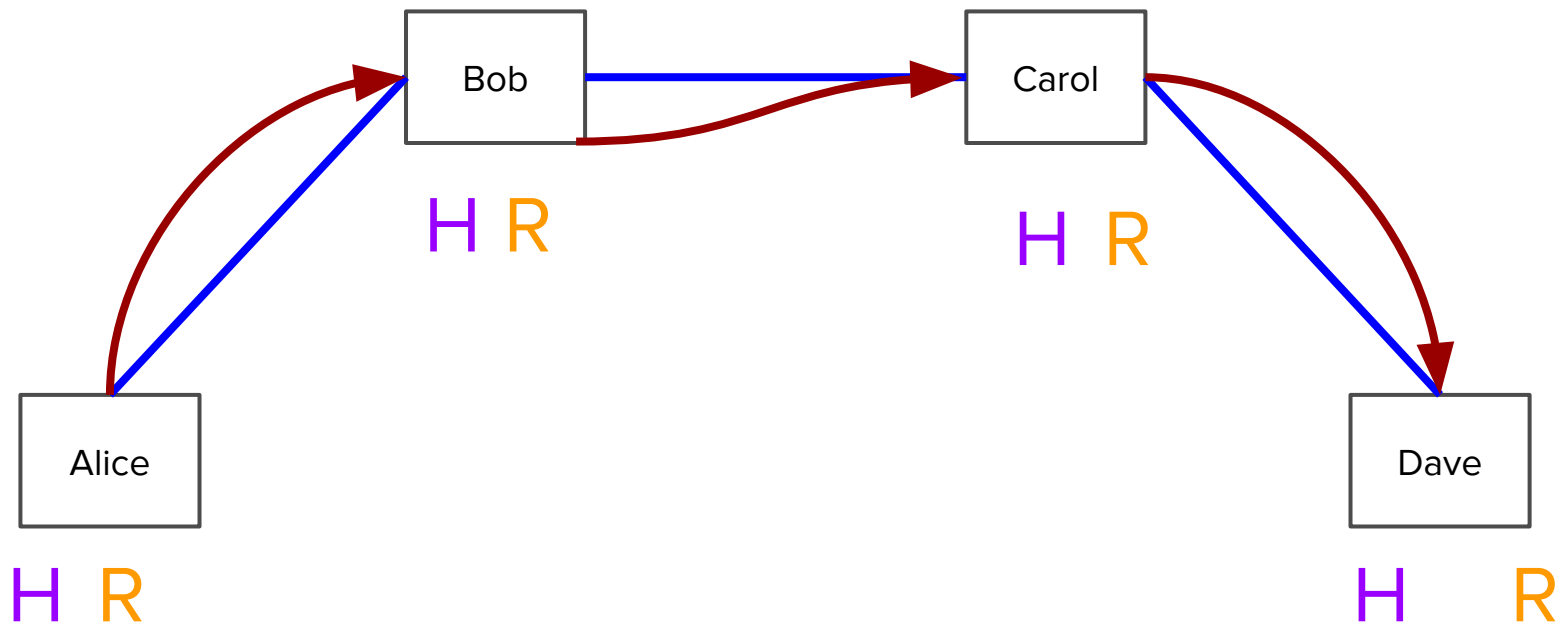 Bob
Carol
H R
H R
Alice
Dave
H R
H R